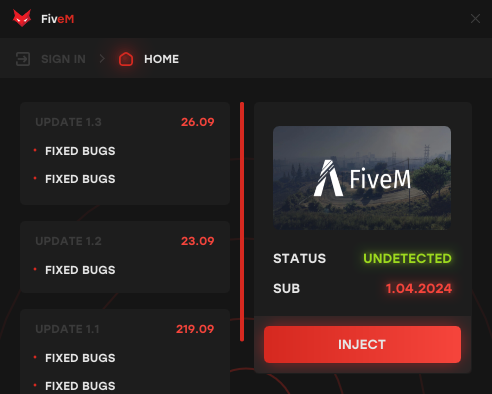 FiveM
SIGN IN
HOME
UPDATE 1.3 26.09
FIXED BUGS
FIXED BUGS
UPDATE 1.2 23.09
FIXED BUGS
UPDATE 1.1 219.09
FIXED BUGS
FIXED BUGS
FiveM
STATUS UNDETECTED
SUB 1.04.2024
INJECT